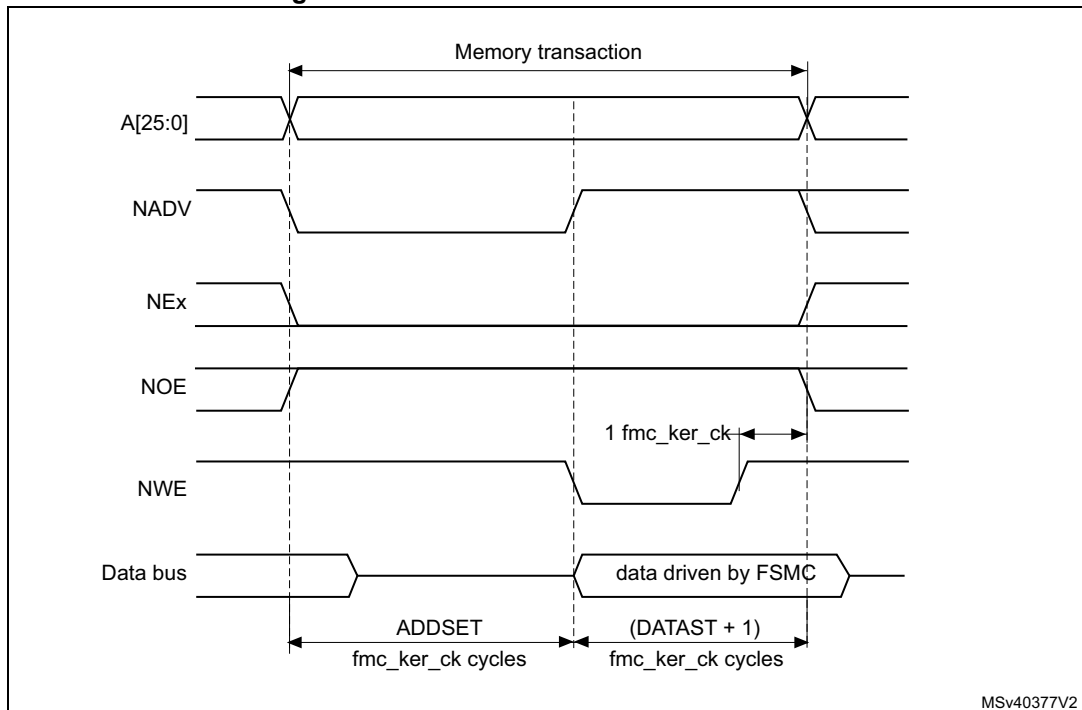 Memory transaction
A[25:0]
NADV
NEx
NOE
1 fmc_ker_ck
NWE
Data bus
data driven by FSMC
ADDSET
(DATAST + 1)
fmc_ker_ck cycles
fmc_ker_ck cycles
MSv40377V2